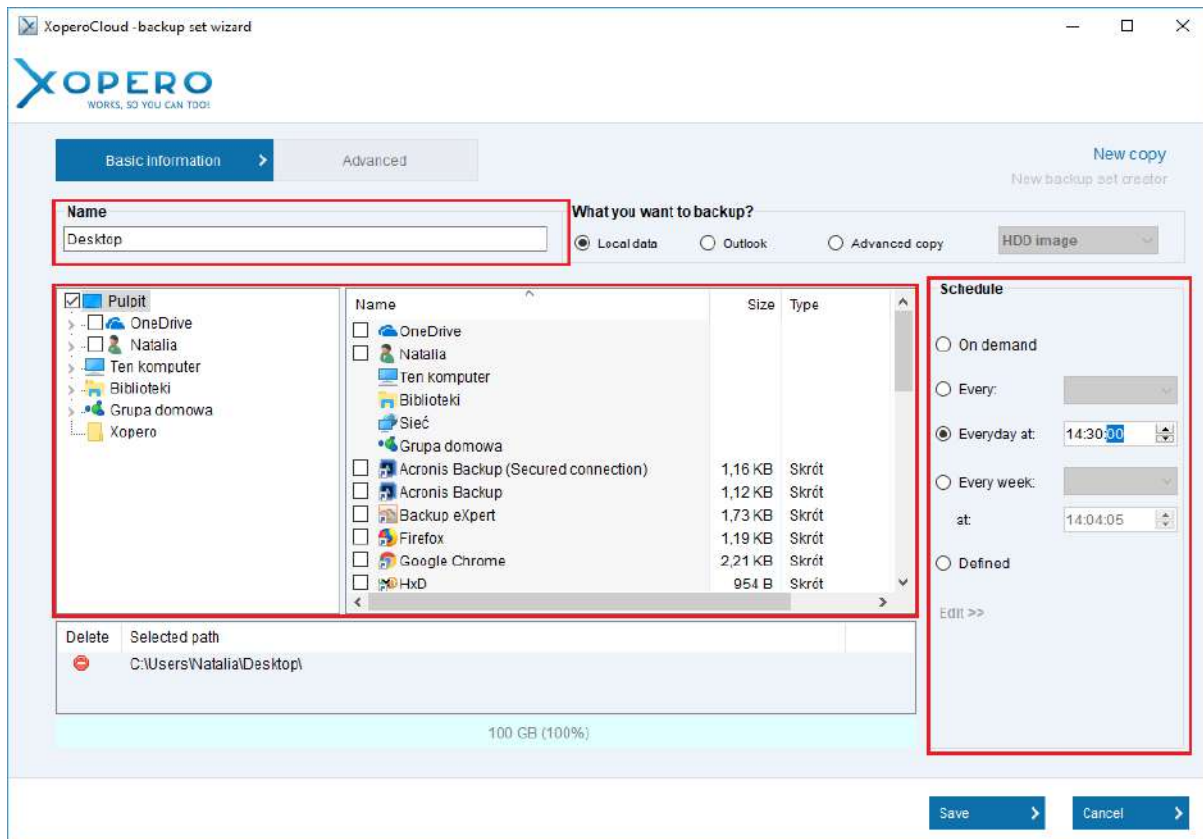 XoperoCloud -backup set wizard
XOPERO
WORKS, SO YOU CAN TOO!
Basic Information
Advanced
New copy
New backup set creator
Name
Desktop
What you want to backup?
Local data
Outlook
Advanced copy
HDD image
Pulpit
OneDrive
Natalia
Ten komputer
Biblioteki
Grupa domowa
Xopero
Name Size Type
OneDrive
Natalia
Ten komputer
Biblioteki
Sieć
Grupa domowa
Acronis Backup (Secured connection) 1,16 KB Skrót
Acronis Backup 1,12 KB Skrót
Backup eXpert 1,73 KB Skrót
Firefox 1,19 KB Skrót
Google Chrome 2,21 KB Skrót
HxD 954 B Skrót
Schedule
On demand
Every:
Everyday at: 14:30:00
Every week:
at: 14:04:05
Defined
Edit >>
Delete Selected path
C:\Users\Natalia\Desktop\
100 GB (100%)
Save
Cancel